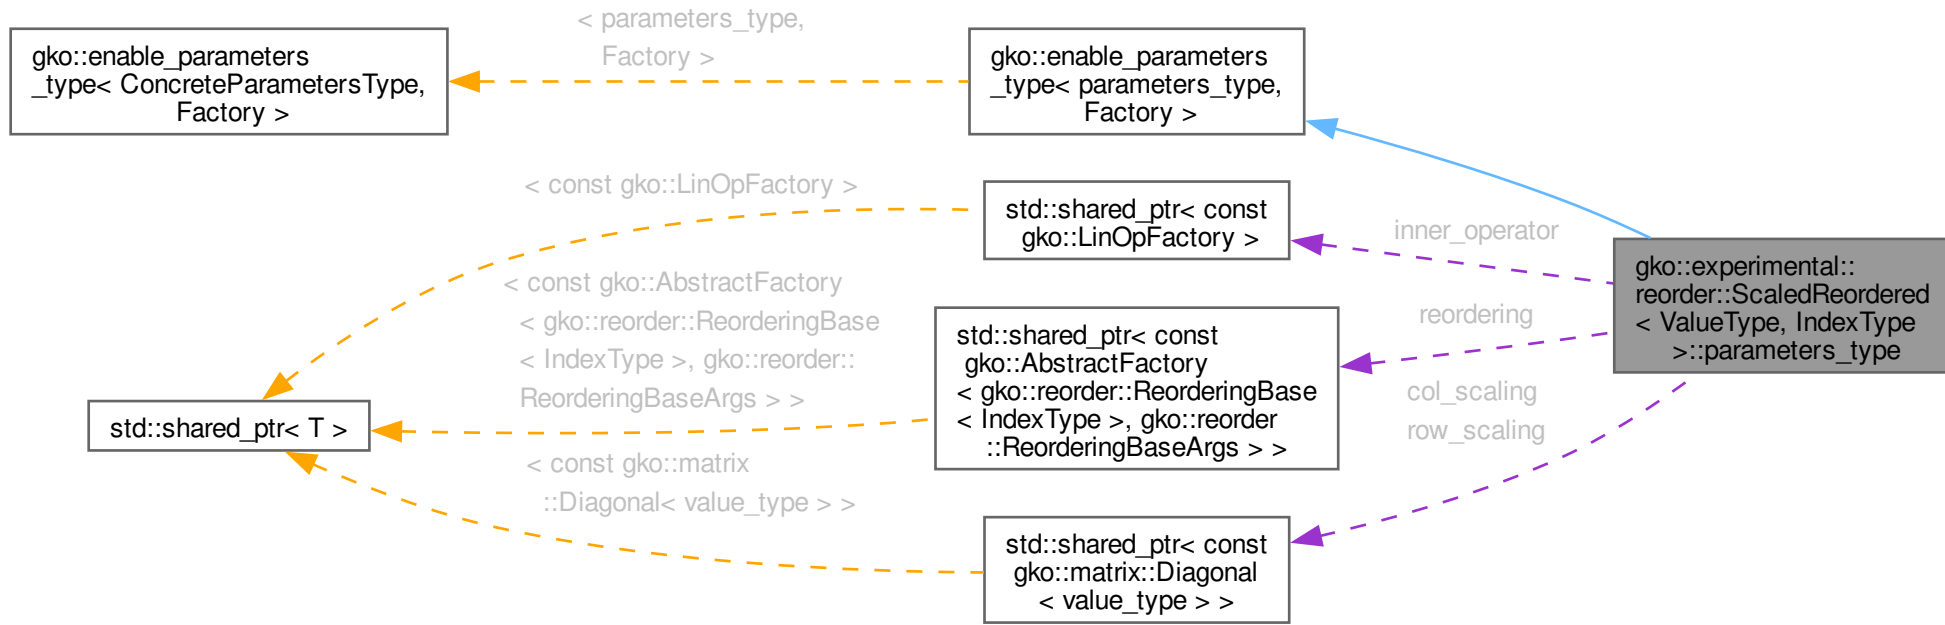 < parameters_type,
Factory >
gko::enable_parameters
_type< ConcreteParametersType,
Factory >
gko::enable_parameters
_type< parameters_type,
Factory >
< const gko::LinOpFactory >
std::shared_ptr< const
gko::LinOpFactory >
inner_operator
gko::experimental::
reorder::ScaledReordered
< ValueType, IndexType
>::parameters_type
< const gko::AbstractFactory
< gko::reorder::ReorderingBase
< IndexType >, gko::reorder::
ReorderingBaseArgs > >
reordering
std::shared_ptr< const
gko::AbstractFactory
< gko::reorder::ReorderingBase
< IndexType >, gko::reorder
::ReorderingBaseArgs > >
col_scaling
row_scaling
std::shared_ptr< T >
< const gko::matrix
::Diagonal< value_type > >
std::shared_ptr< const
gko::matrix::Diagonal
< value_type > >